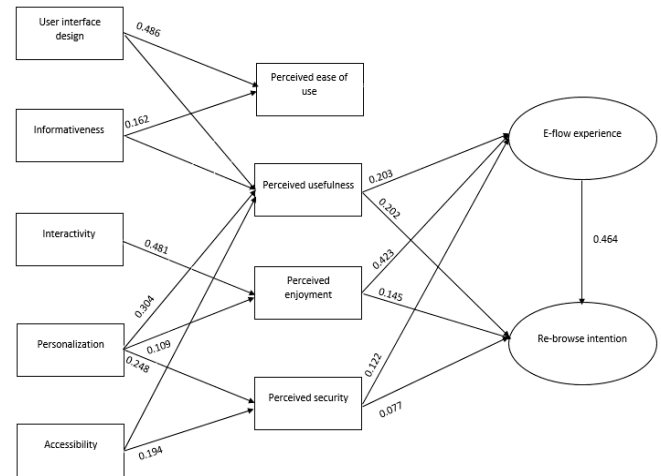 User interface
design
0.486
Perceived ease of
use
Informativeness
0.162
E-flow experience
Perceived usefulness
0.203
0.202
Interactivity
0.481
0.464
0.423
Perceived
enjoyment
0.145
0.304
Personalization
0.109
0.248
Re-browse intention
0.122
Perceived security
0.077
Accessibility
0.194